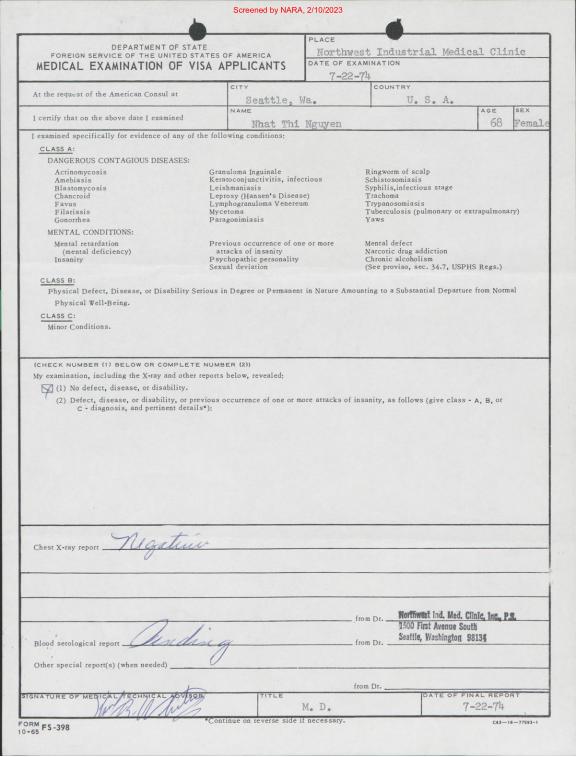 Screened by NARA, 2/10/2023
DEPARTMENT OF STATE
FOREIGN SERVICE OF THE UNITED STATES OF AMERICA
MEDICAL EXAMINATION OF VISA APPLICANTS
PLACE
Northwest Industrial Medical Clinic
DATE OF EXAMINATION
7-22-74
At the request of the American Consul at
CITY
Seattle, Wa.
COUNTRY
U. S. A.
I certify that on the above date I examined
NAME
Nhat Thi Nguyen
AGE
68
SEX
Female
I examined specifically for evidence of any of the following conditions:
CLASS A:
DANGEROUS CONTAGIOUS DISEASES:
Actinomycosis
Amebiasis
Blastomycosis
Chancroid
Favus
Filariasis
Gonorrhea
Granuloma Inguinale
Keratoconjunctivitis, infectious
Leishmaniasis
Leprosy (Hansen's Disease)
Lymphogranuloma Venereum
Mycetoma
Paragonimiasis
Ringworm of scalp
Schistosomiasis
Syphilis,infectious stage
Trachoma
Trypanosomiasis
Tuberculosis (pulmonary or extrapulmonary)
Yaws
MENTAL CONDITIONS:
Mental retardation
(mental deficiency)
Insanity
Previous occurrence of one or more
attacks of insanity
Psychopathic personality
Sexual deviation
Mental defect
Narcotic drug addiction
Chronic alcoholism
(See proviso, sec. 34.7, USPHS Regs.)
CLASS B:
Physical Defect, Disease, or Disability Serious in Degree or Permanent in Nature Amounting to a Substantial Departure from Normal
Physical Well-Being.
CLASS C:
Minor Conditions.
(CHECK NUMBER (1) BELOW OR COMPLETE NUMBER (2))
My examination, including the X-ray and other reports below, revealed:
(1) No defect, disease, or disability.
(2) Defect, disease, or disability, or previous occurrence of one or more attacks of insanity, as follows (give class - A, B, or
C - diagnosis, and pertinent details*):
Chest X-ray report Negative
from Dr. Northwest Ind. Med. Clinic, Inc., P.S.
1500 First Avenue South
Seattle, Washington 98134
Blood serological report Pending
from Dr.
Other special report(s) (when needed)
from Dr.
SIGNATURE OF MEDICAL TECHNICAL ADVISOR
TITLE
M. D.
DATE OF FINAL REPORT
7-22-74
FORM FS-398
10-65
*Continue on reverse side if necessary.